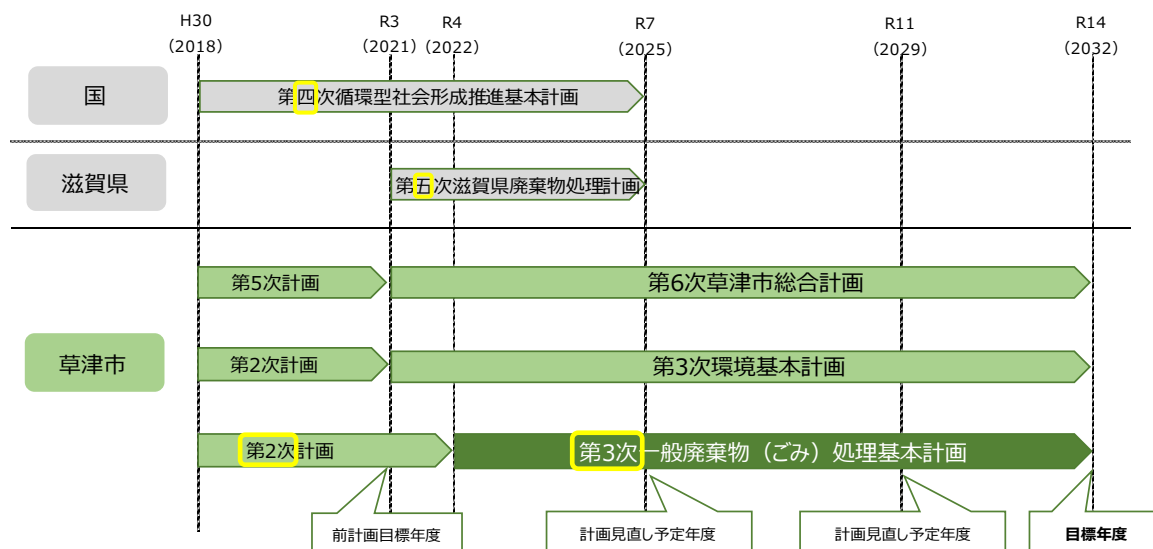 H30 R3 R4 R7 R11 R14
(2018) (2021) (2022) (2025) (2029) (2032)
国
第四次循環型社会形成推進基本計画
滋賀県
第五次滋賀県廃棄物処理計画
第5次計画 第6次草津市総合計画
草津市
第2次計画 第3次環境基本計画
第2次計画 第3次一般廃棄物（ごみ）処理基本計画
前計画目標年度 計画見直し予定年度 計画見直し予定年度 目標年度